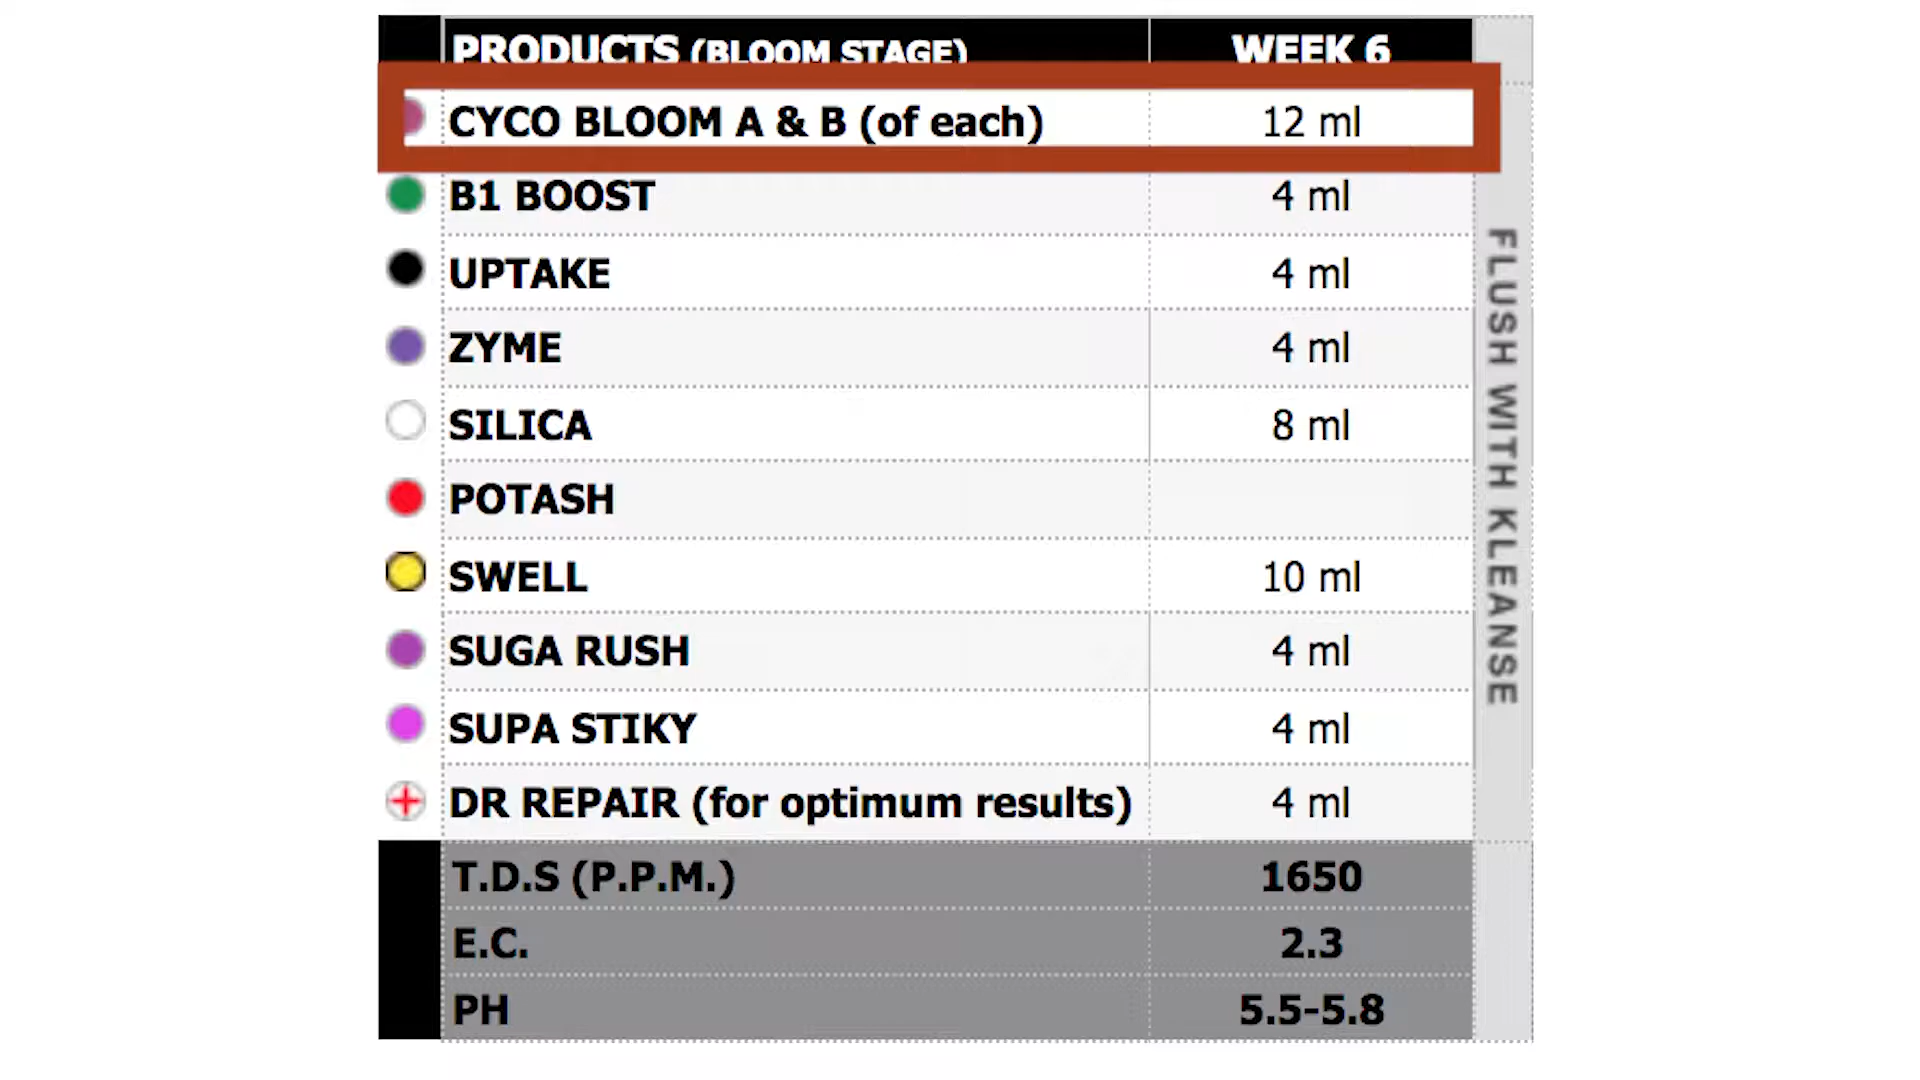 PRODUCTS (BLOOM STAGE) WEEK 6
CYCO BLOOM A & B (of each) 12 ml
B1 BOOST 4 ml
UPTAKE 4 ml
ZYME 4 ml
SILICA 8 ml
POTASH
SWELL 10 ml
SUGA RUSH 4 ml
SUPA STIKY 4 ml
DR REPAIR (for optimum results) 4 ml
T.D.S (P.P.M.) 1650
E.C. 2.3
PH 5.5-5.8
FLUSH WITH KLEANSE